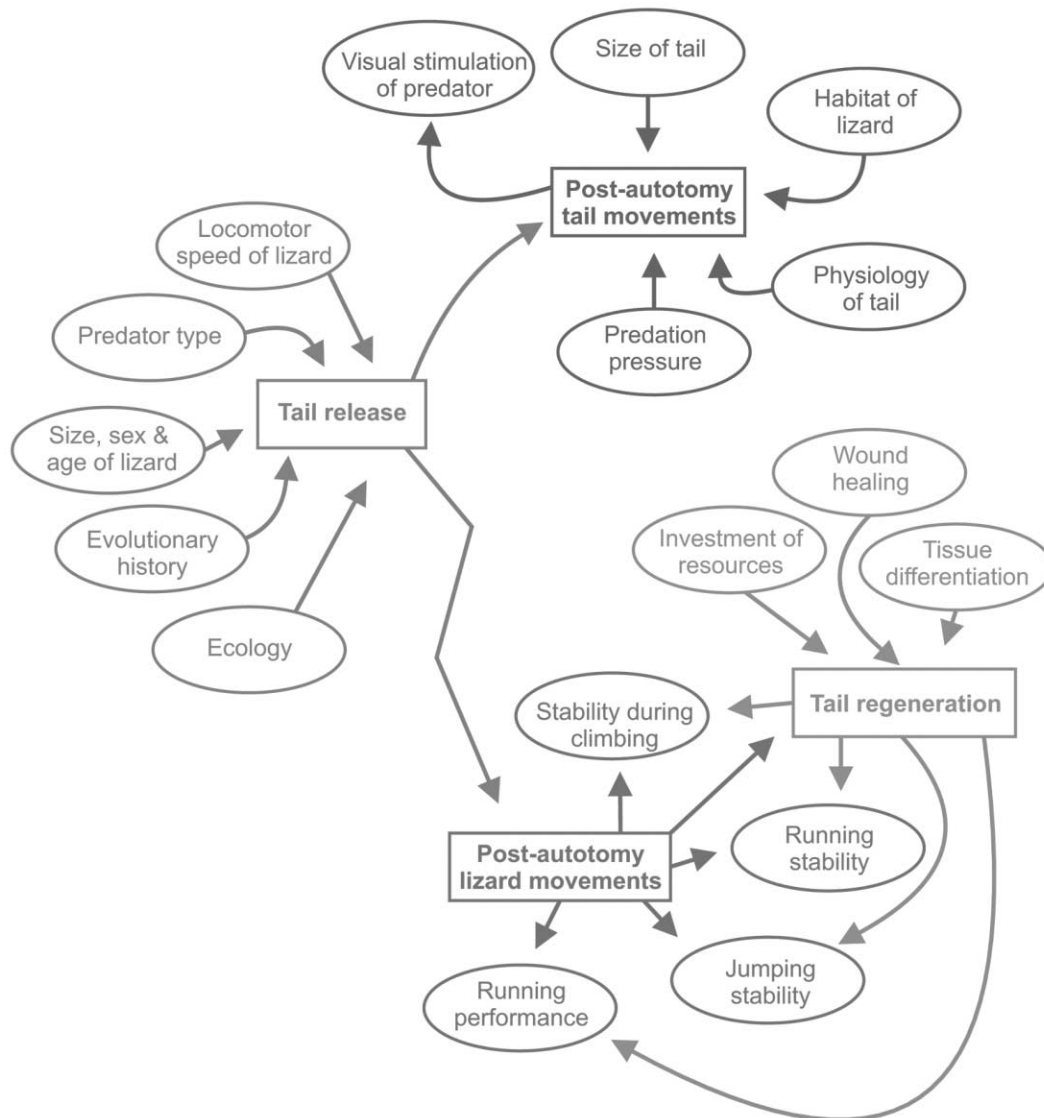 Visual stimulation
of predator
Size of tail
Habitat of
lizard
Post-autotomy
tail movements
Locomotor
speed of lizard
Physiology
of tail
Predator type
Predation
pressure
Tail release
Size, sex &
age of lizard
Wound
healing
Evolutionary
history
Investment of
resources
Tissue
differentiation
Ecology
Tail regeneration
Stability during
climbing
Running
stability
Post-autotomy
lizard movements
Jumping
stability
Running
performance